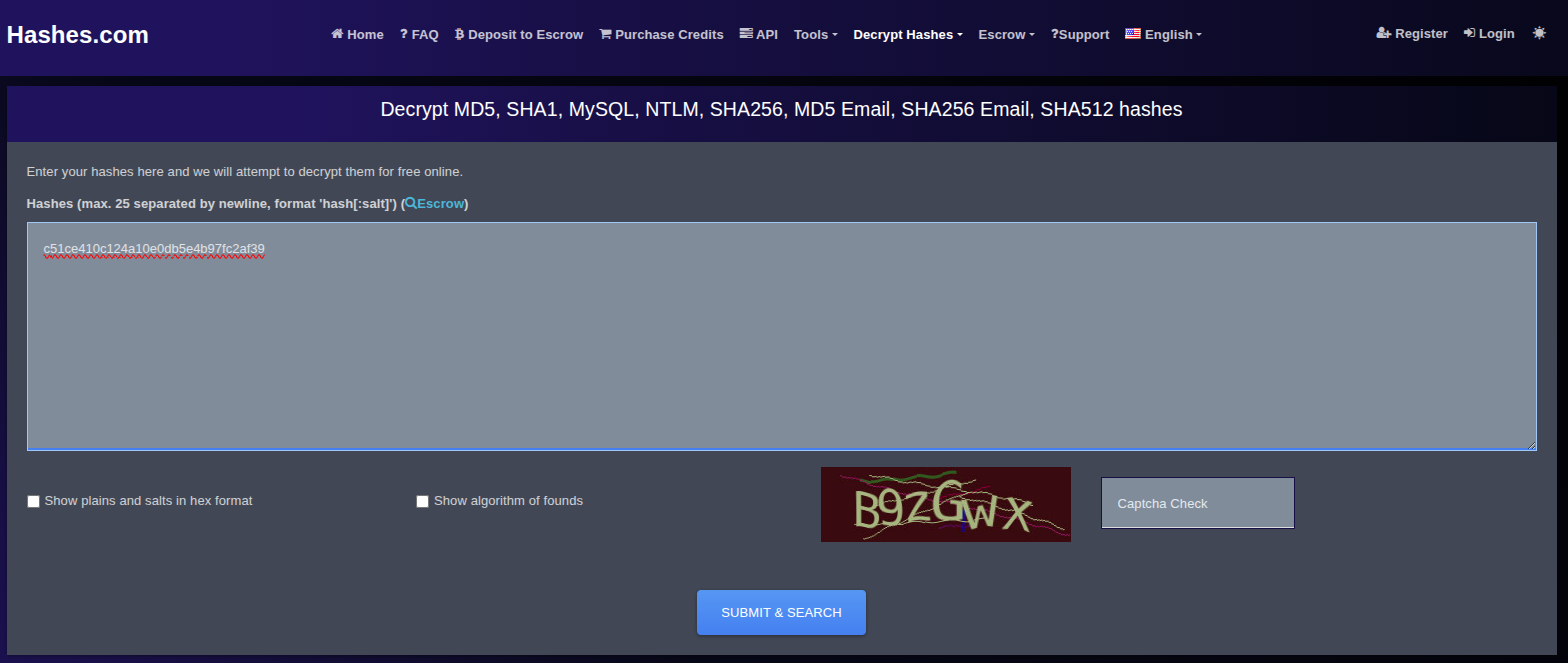 Hashes.com
Home FAQ Deposit to Escrow Purchase Credits API Tools Decrypt Hashes Escrow ?Support English Register Login
Decrypt MD5, SHA1, MySQL, NTLM, SHA256, MD5 Email, SHA256 Email, SHA512 hashes
Enter your hashes here and we will attempt to decrypt them for free online.
Hashes (max. 25 separated by newline, format 'hash[:salt]') (Escrow)
c51ce410c124a10e0db5e4b97fc2af39
Show plains and salts in hex format
Show algorithm of founds
B9zGwX
Captcha Check
SUBMIT & SEARCH